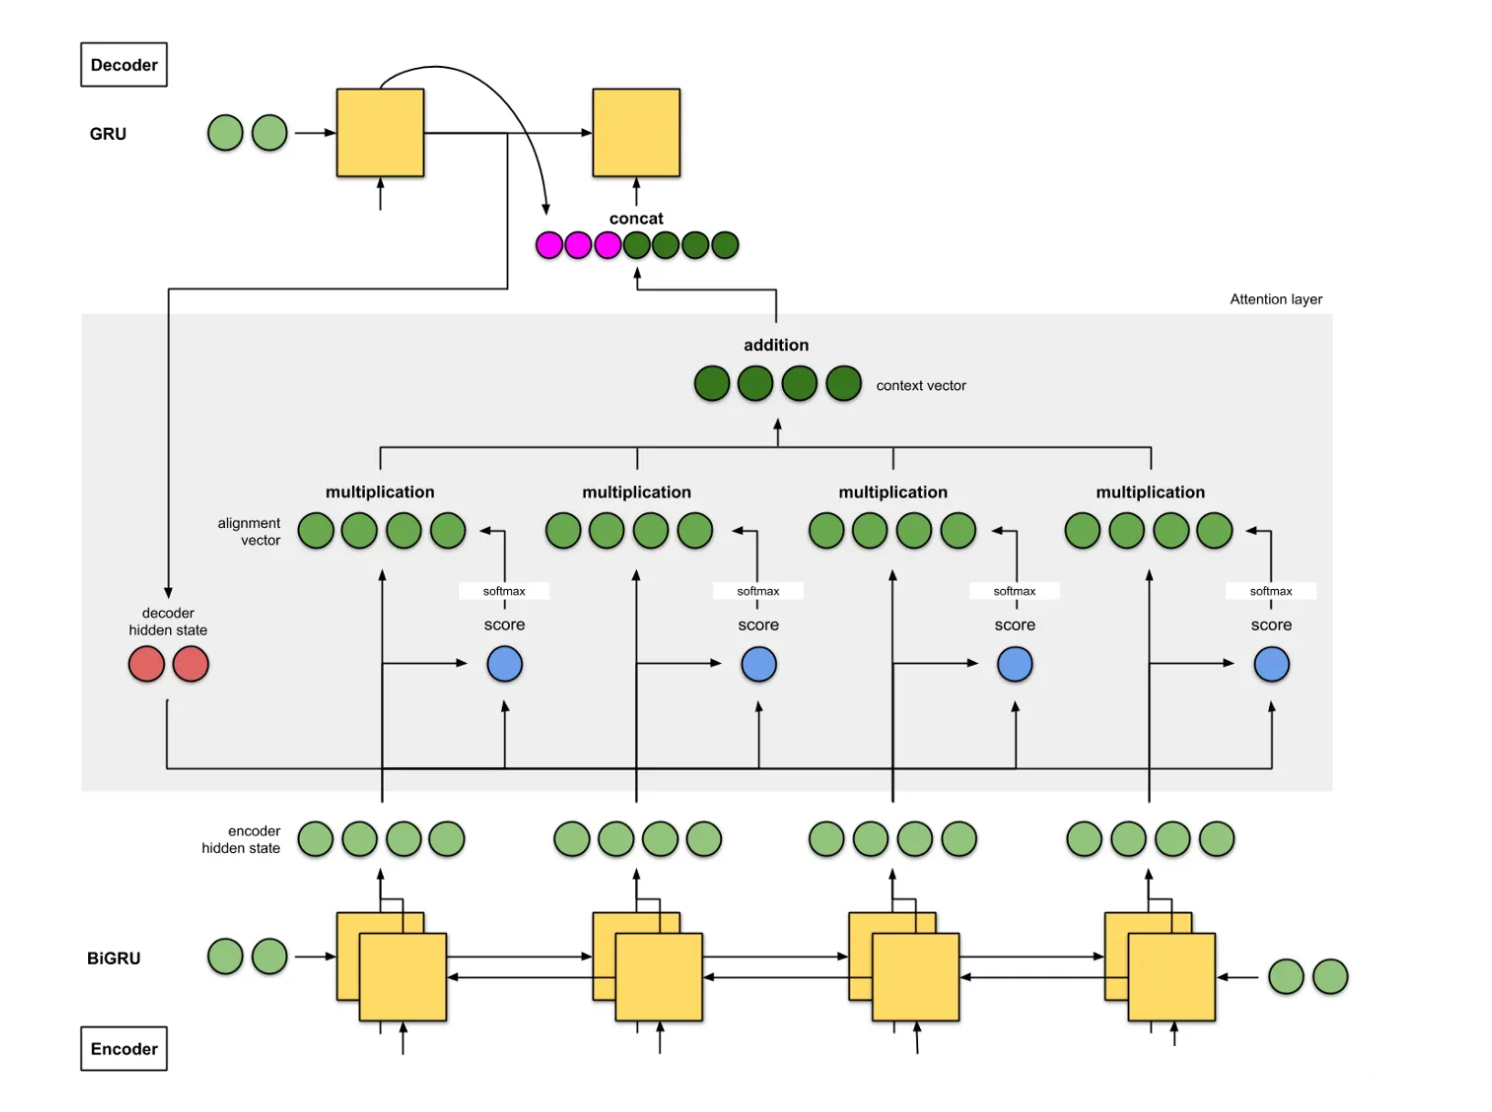 Decoder
GRU
concat
Attention layer
addition
context vector
multiplication
multiplication
multiplication
multiplication
alignment
vector
softmax
softmax
softmax
softmax
decoder
hidden state
score
score
score
score
encoder
hidden state
BiGRU
Encoder